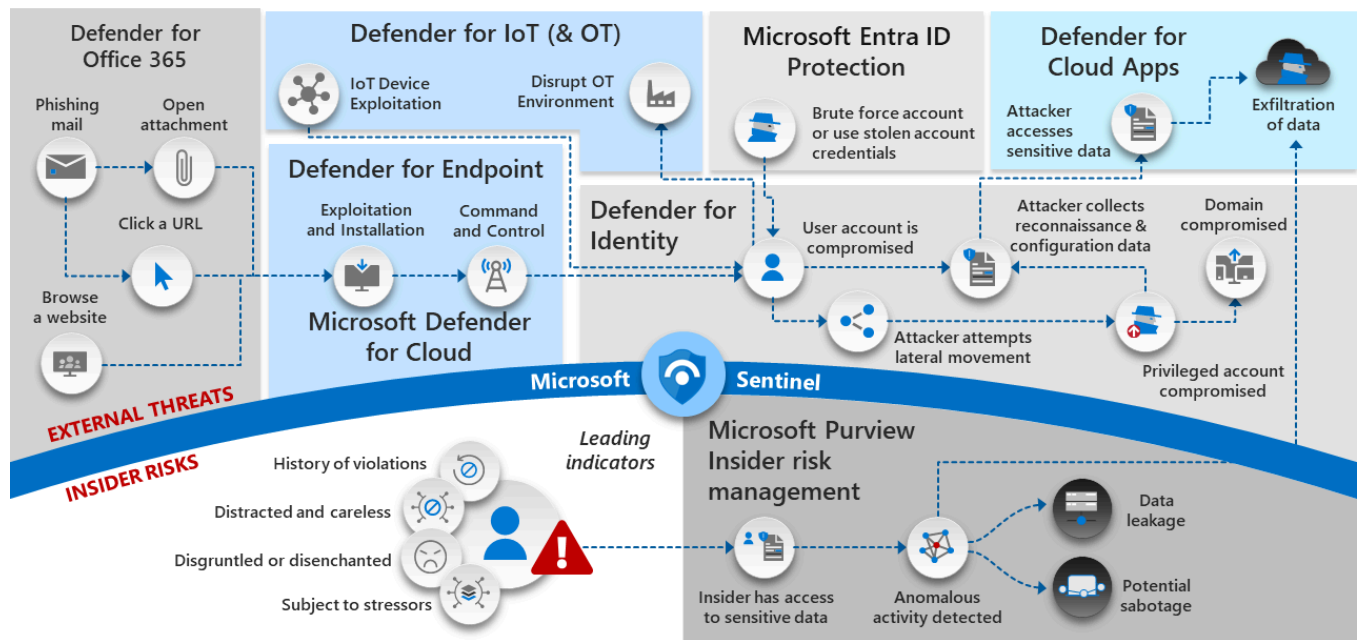 Defender for
Office 365
Phishing
mail
Open
attachment
Click a URL
Browse
a website
Defender for IoT (& OT)
IoT Device
Exploitation
Disrupt OT
Environment
Defender for Endpoint
Exploitation
and Installation
Command
and Control
Microsoft Defender
for Cloud
Microsoft Entra ID
Protection
Brute force account
or use stolen account
credentials
Defender for
Cloud Apps
Attacker
accesses
sensitive data
Exfiltration
of data
Defender for
Identity
User account is
compromised
Attacker collects
reconnaissance &
configuration data
Domain
compromised
Attacker attempts
lateral movement
Privileged account
compromised
Microsoft
Sentinel
EXTERNAL THREATS
INSIDER RISKS
Leading
indicators
History of violations
Distracted and careless
Disgruntled or disenchanted
Subject to stressors
Microsoft Purview
Insider risk
management
Insider has access
to sensitive data
Anomalous
activity detected
Data
leakage
Potential
sabotage